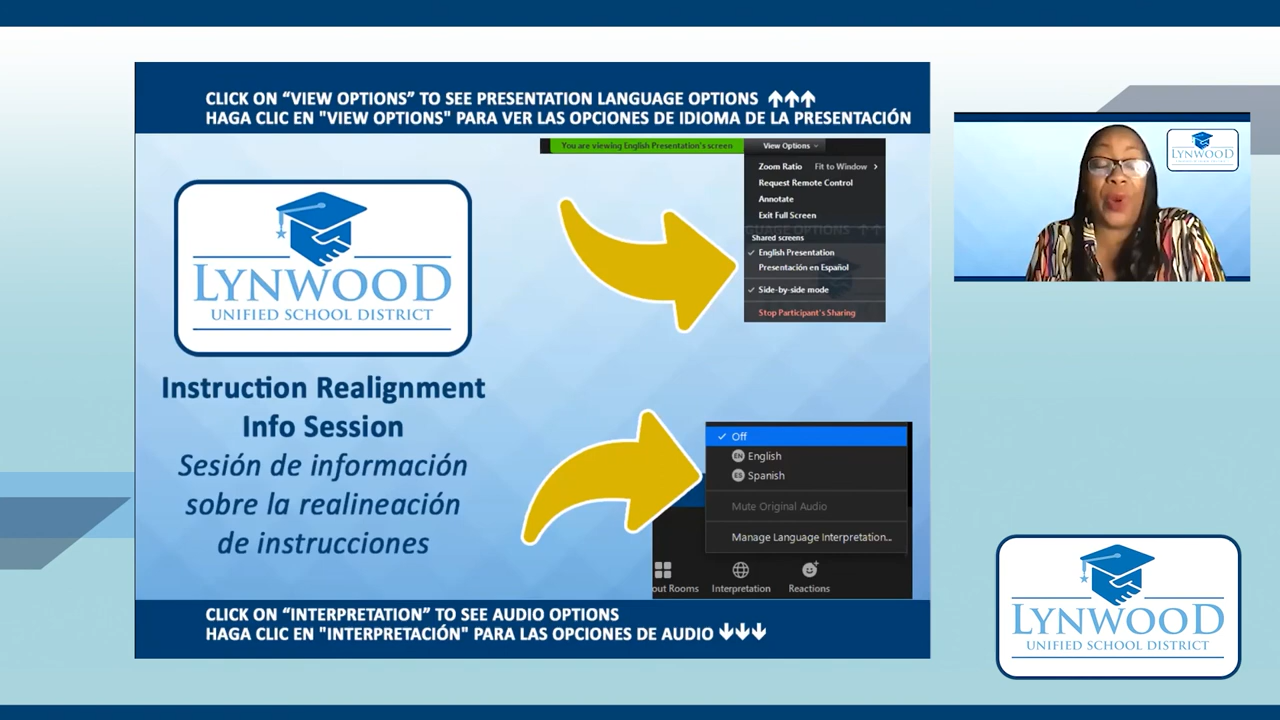 CLICK ON “VIEW OPTIONS” TO SEE PRESENTATION LANGUAGE OPTIONS
HAGA CLIC EN "VIEW OPTIONS" PARA VER LAS OPCIONES DE IDIOMA DE LA PRESENTACIÓN
You are viewing English Presentation's screen
View Options
Zoom Ratio Fit to Window
Request Remote Control
Annotate
Exit Full Screen
Shared screens
English Presentation
Presentación en Español
Side-by-side mode
Stop Participant's Sharing
LYNWOOD
UNIFIED SCHOOL DISTRICT
Instruction Realignment
Info Session
Sesión de información
sobre la realineación
de instrucciones
Off
EN English
ES Spanish
Mute Original Audio
Manage Language Interpretation...
out Rooms
Interpretation
Reactions
CLICK ON “INTERPRETATION” TO SEE AUDIO OPTIONS
HAGA CLIC EN "INTERPRETACIÓN" PARA LAS OPCIONES DE AUDIO
LYNWOOD
LYNWOOD
UNIFIED SCHOOL DISTRICT